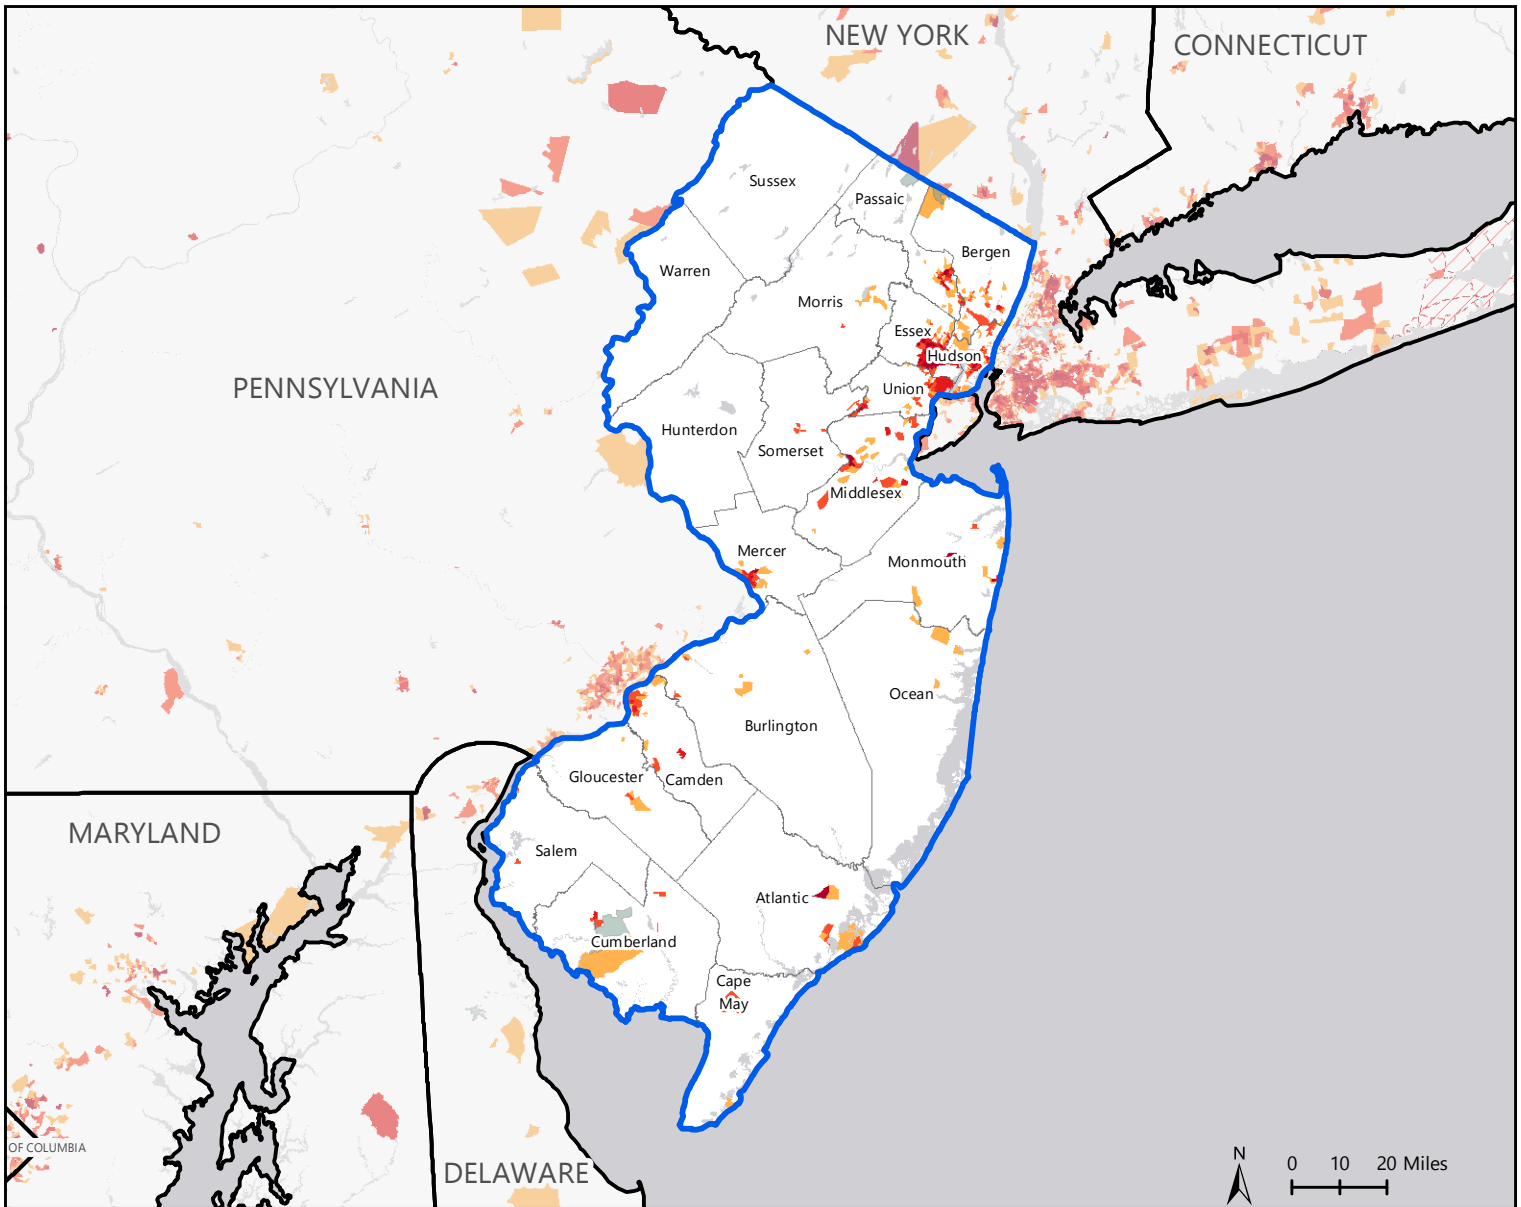 NEW YORK
CONNECTICUT
Sussex
Passaic
Bergen
Warren
Morris
Essex
Hudson
PENNSYLVANIA
Union
Hunterdon
Somerset
Middlesex
Mercer
Monmouth
Ocean
Burlington
Gloucester
Camden
MARYLAND
Salem
Atlantic
Cumberland
Cape
May
OF COLUMBIA
DELAWARE
N
0 10 20 Miles